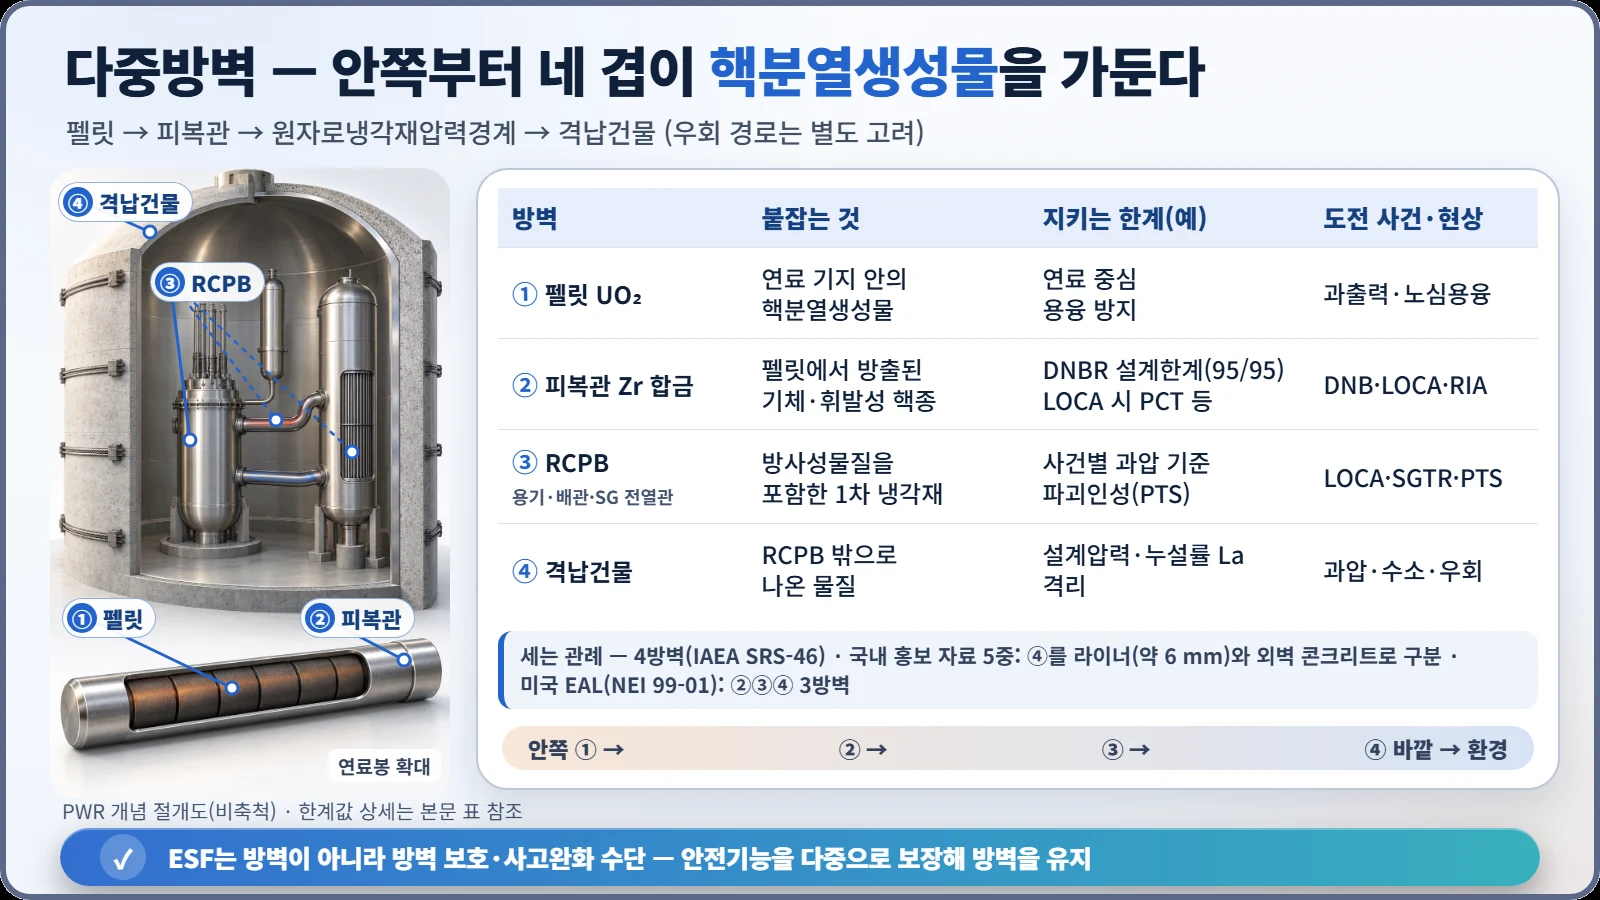 다중방벽 — 안쪽부터 네 겹이 핵분열생성물을 가둔다
펠릿 → 피복관 → 원자로냉각재압력경계 → 격납건물 (우회 경로는 별도 고려)
④ 격납건물
③ RCPB
① 펠릿
② 피복관
연료봉 확대
PWR 개념 절개도(비축척) · 한계값 상세는 본문 표 참조
방벽 붙잡는 것 지키는 한계(예) 도전 사건·현상
① 펠릿 UO₂ 연료 기지 안의 핵분열생성물 연료 중심 용융 방지 과출력·노심용융
② 피복관 Zr 합금 펠릿에서 방출된 기체·휘발성 핵종 DNBR 설계한계(95/95) LOCA 시 PCT 등 DNB·LOCA·RIA
③ RCPB 용기·배관·SG 전열관 방사성물질을 포함한 1차 냉각재 사건별 과압 기준 파괴인성(PTS) LOCA·SGTR·PTS
④ 격납건물 RCPB 밖으로 나온 물질 설계압력·누설률 La 격리 과압·수소·우회
세는 관례 — 4방벽(IAEA SRS-46) · 국내 홍보 자료 5중: ④를 라이너(약 6 mm)와 외벽 콘크리트로 구분 ·
미국 EAL(NEI 99-01): ②③④ 3방벽
안쪽 ① → ② → ③ → ④ 바깥 → 환경
✓ ESF는 방벽이 아니라 방벽 보호·사고완화 수단 — 안전기능을 다중으로 보장해 방벽을 유지